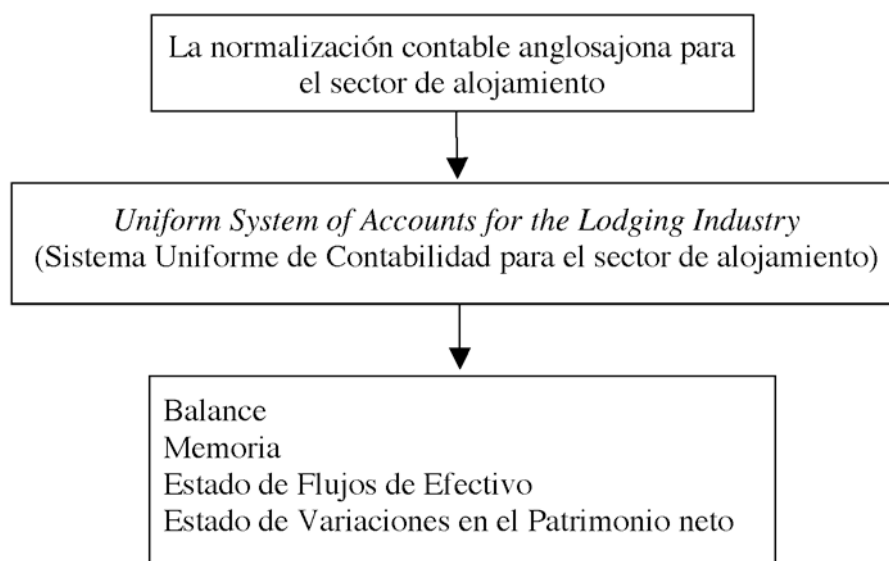 La normalización contable anglosajona para
el sector de alojamiento
Uniform System of Accounts for the Lodging Industry
(Sistema Uniforme de Contabilidad para el sector de alojamiento)
Balance
Memoria
Estado de Flujos de Efectivo
Estado de Variaciones en el Patrimonio neto